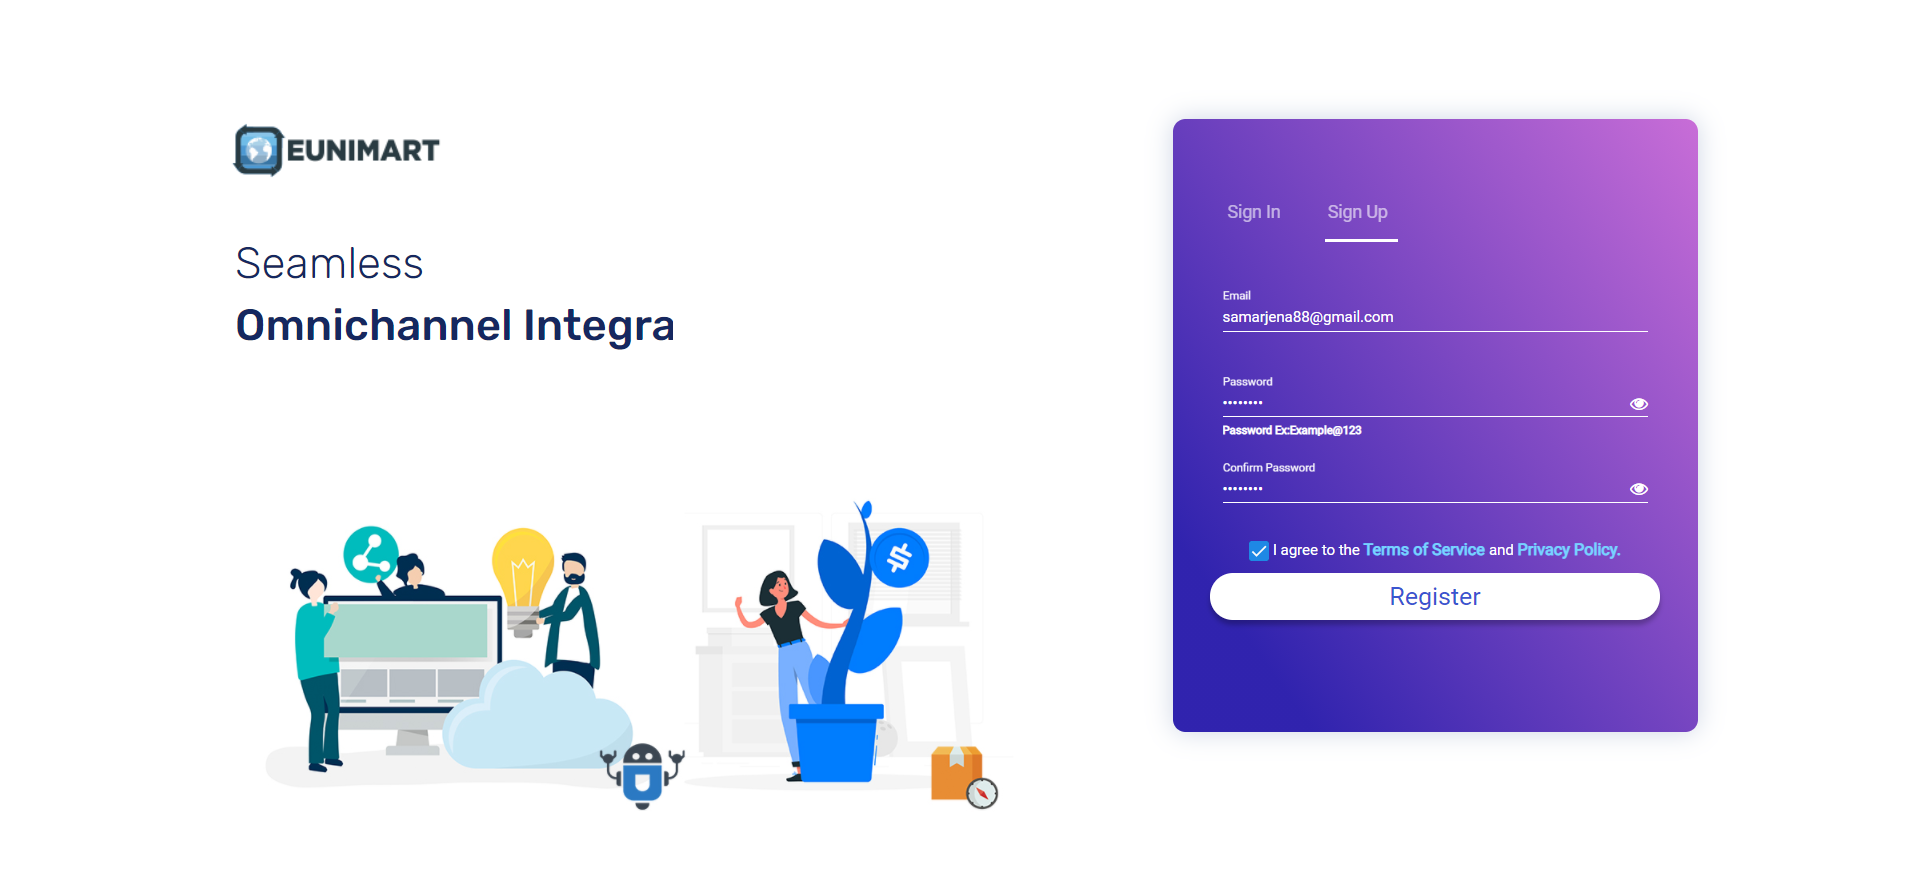 EUNIMART
Seamless
Omnichannel Integra
Sign In
Sign Up
Email
samarjena88@gmail.com
Password
••••••••
Password Ex:Example@123
Confirm Password
••••••••
I agree to the Terms of Service and Privacy Policy.
Register